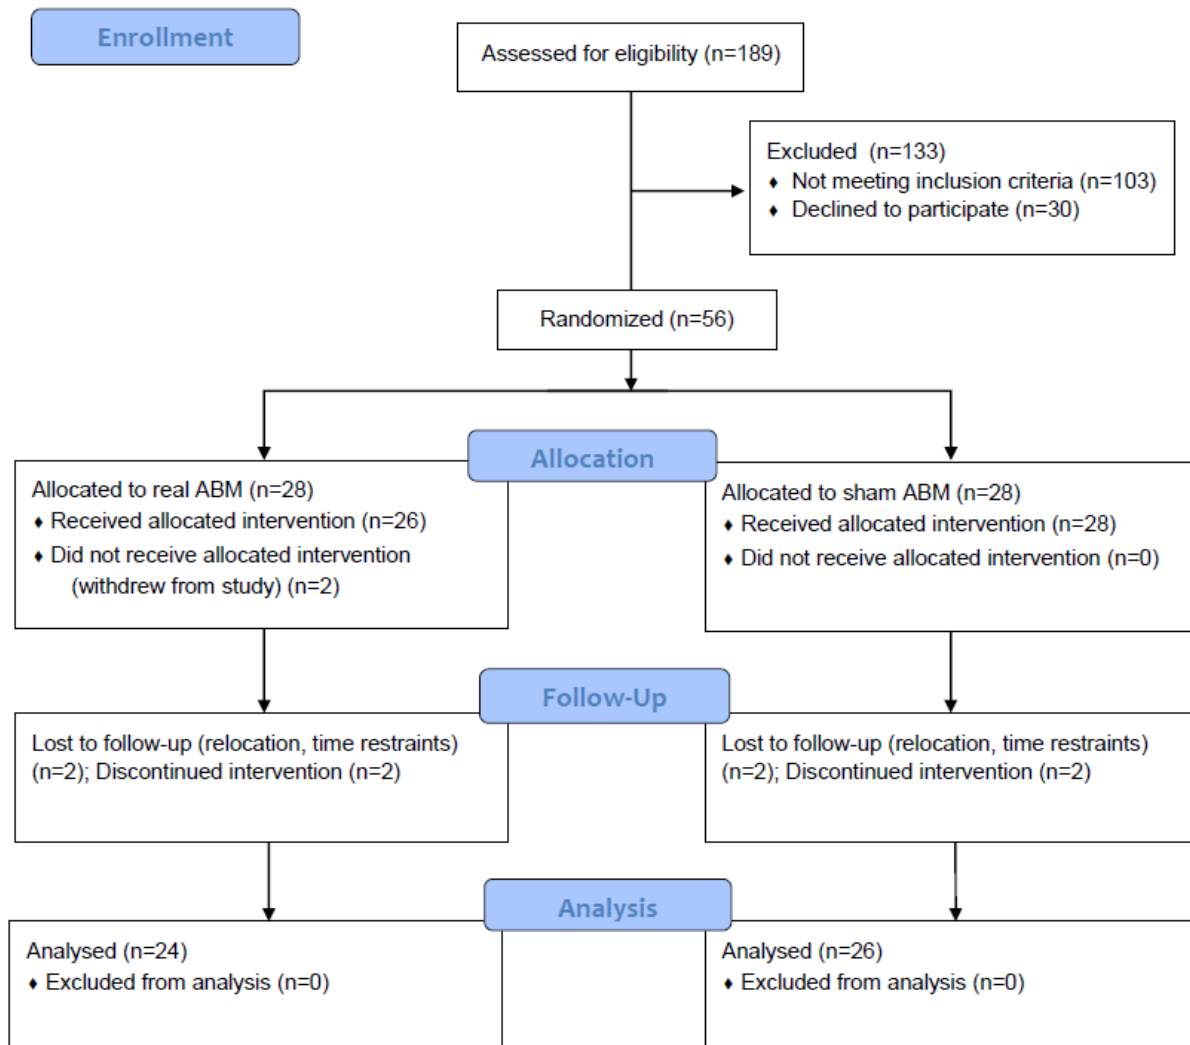 Enrollment
Assessed for eligibility (n=189)
Excluded (n=133)
♦ Not meeting inclusion criteria (n=103)
♦ Declined to participate (n=30)
Randomized (n=56)
Allocation
Allocated to real ABM (n=28)
♦ Received allocated intervention (n=26)
♦ Did not receive allocated intervention
(withdrew from study) (n=2)
Allocated to sham ABM (n=28)
♦ Received allocated intervention (n=28)
♦ Did not receive allocated intervention (n=0)
Follow-Up
Lost to follow-up (relocation, time restraints)
(n=2); Discontinued intervention (n=2)
Lost to follow-up (relocation, time restraints)
(n=2); Discontinued intervention (n=2)
Analysis
Analysed (n=24)
♦ Excluded from analysis (n=0)
Analysed (n=26)
♦ Excluded from analysis (n=0)